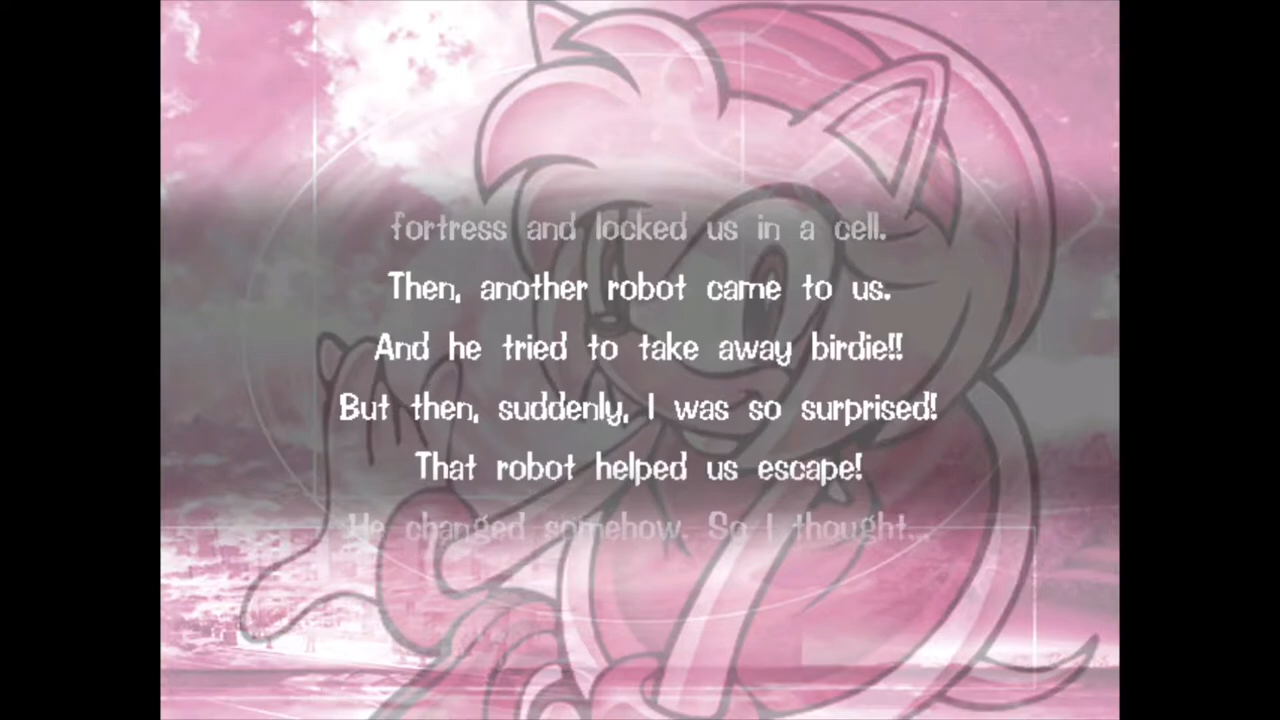 fortress and locked us in a cell.
Then, another robot came to us.
And he tried to take away birdie!!
But then, suddenly, I was so surprised!
That robot helped us escape!
He changed somehow. So I thought...